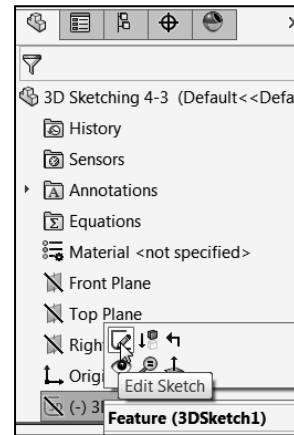 3D Sketching 4-3 (Default<<Defa
History
Sensors
Annotations
Equations
Material <not specified>
Front Plane
Top Plane
Righ
Origi
Edit Sketch
(-) 3I
Feature (3DSketch1)